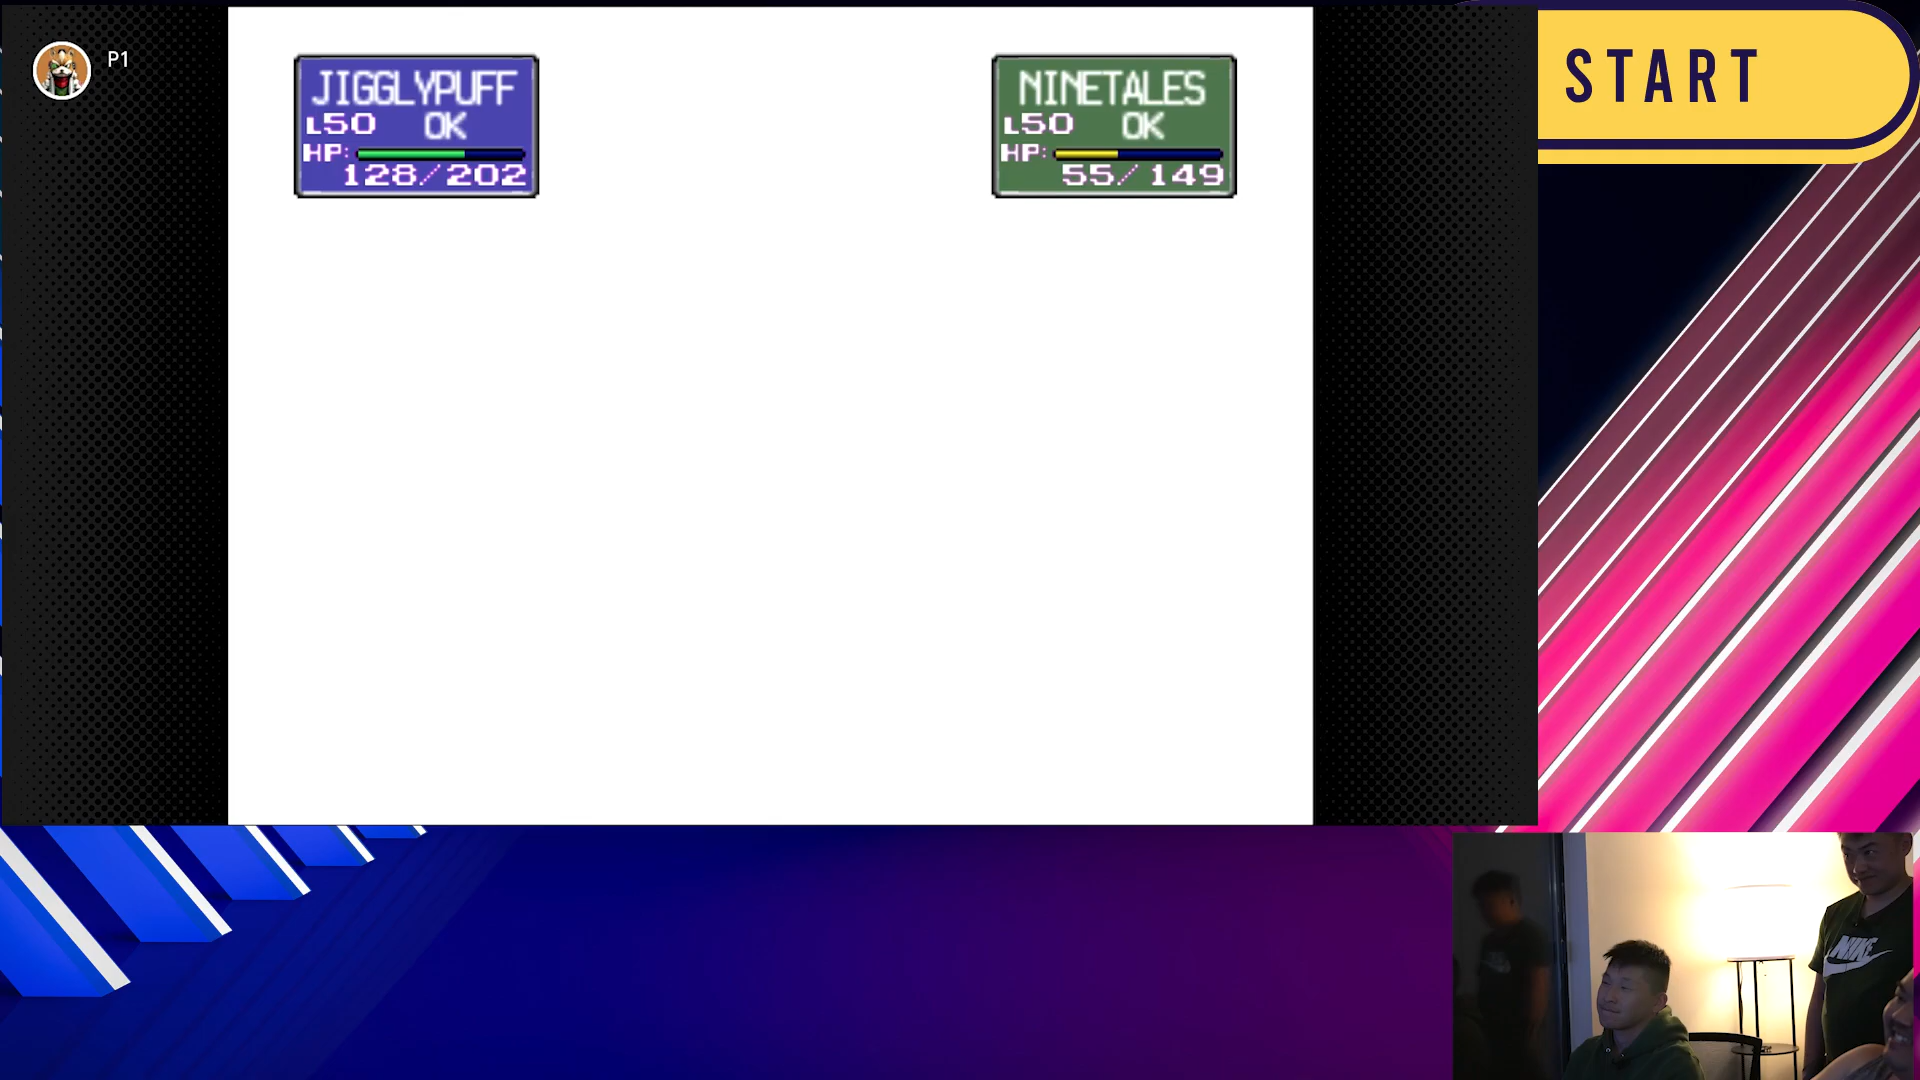 P1
JIGGLYPUFF
L50 OK
HP:
128/202
NINETALES
L50 OK
HP:
55/149
START
NIKE